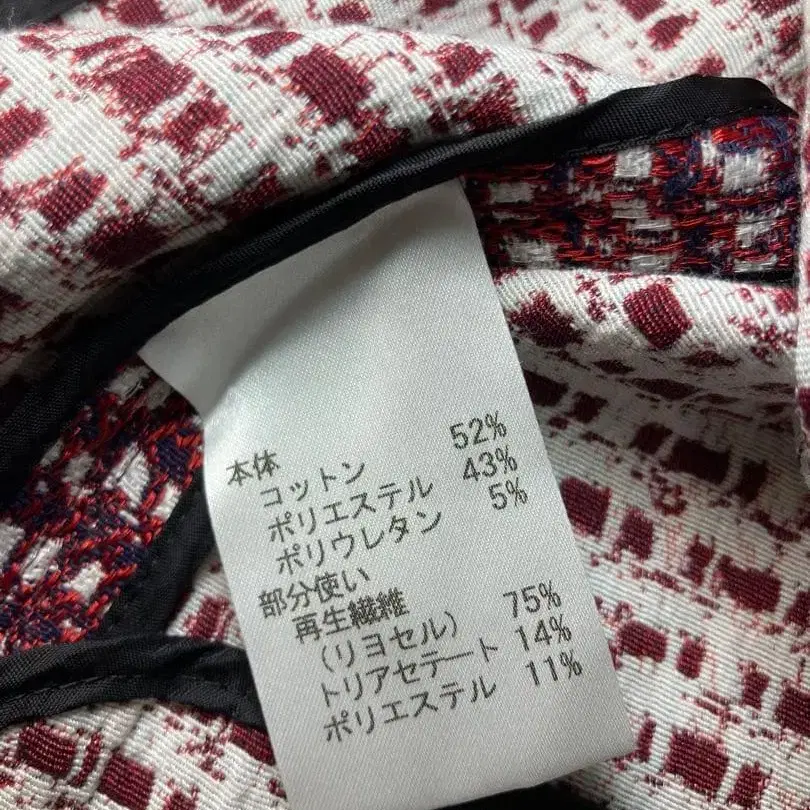 本体
コットン 52%
ポリエステル 43%
ポリウレタン 5%
部分使い
再生繊維
(リヨセル) 75%
トリアセテート 14%
ポリエステル 11%